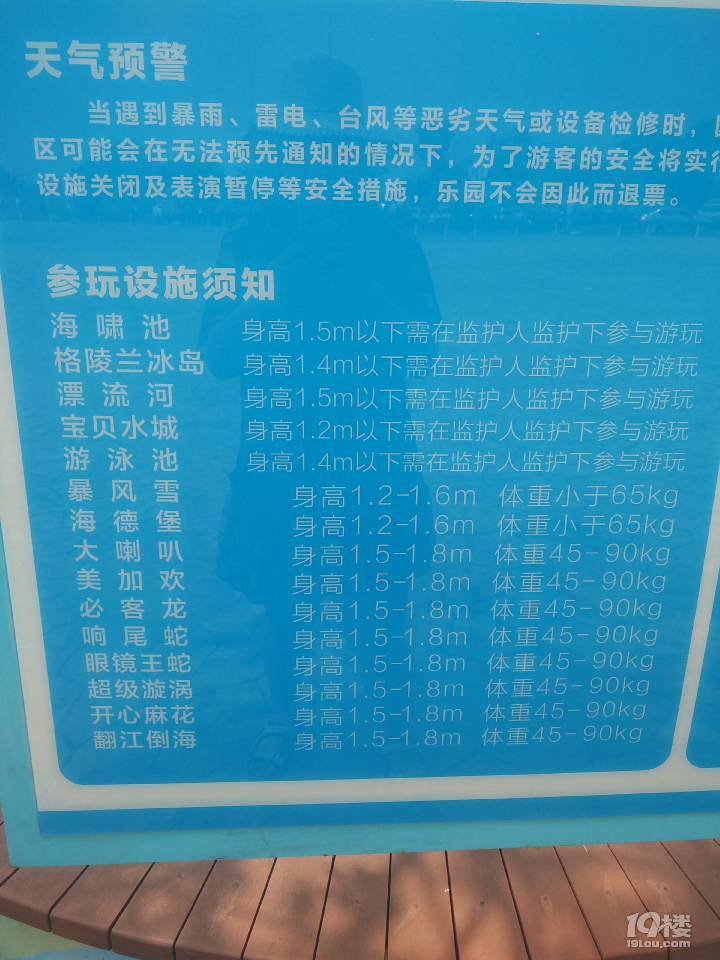 天气预警
当遇到暴雨、雷电、台风等恶劣天气或设备检修时，
区可能会在无法预先通知的情况下，为了游客的安全将实行
设施关闭及表演暂停等安全措施，乐园不会因此而退票。
参玩设施须知
海啸池 身高1.5m以下需在监护人监护下参与游玩
格陵兰冰岛 身高1.4m以下需在监护人监护下参与游玩
漂流河 身高1.5m以下需在监护人监护下参与游玩
宝贝水城 身高1.2m以下需在监护人监护下参与游玩
游泳池 身高1.4m以下需在监护人监护下参与游玩
暴风雪 身高1.2-1.6m 体重小于65kg
海德堡 身高1.2-1.6m 体重小于65kg
大喇叭 身高1.5-1.8m 体重45-90kg
美加欢 身高1.5-1.8m 体重45-90kg
必客龙 身高1.5-1.8m 体重45-90kg
响尾蛇 身高1.5-1.8m 体重45-90kg
眼镜王蛇 身高1.5-1.8m 体重45-90kg
超级漩涡 身高1.5-1.8m 体重45-90kg
开心麻花 身高1.5-1.8m 体重45-90kg
翻江倒海 身高1.5-1.8m 体重45-90kg
19楼
19lou.com